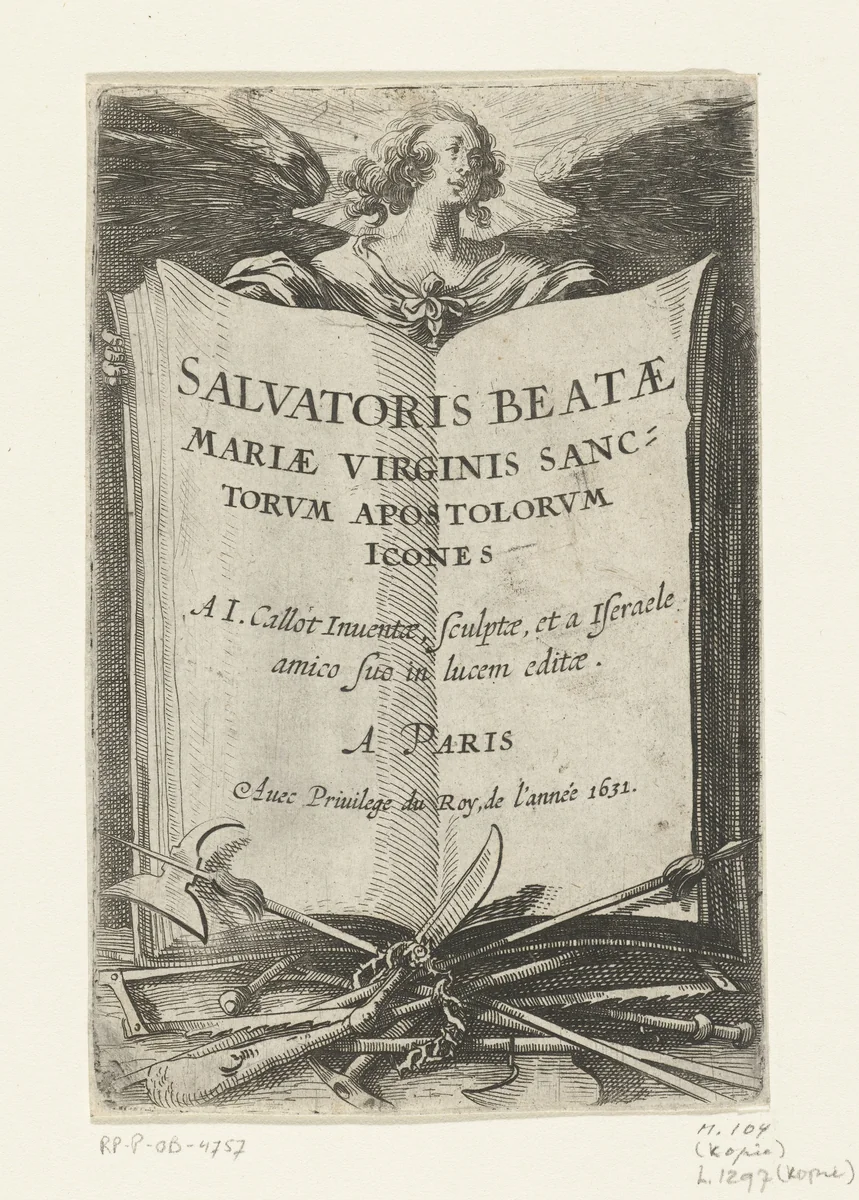 SALVATORIS BEATÆ
MARIÆ VIRGINIS SANC=
TORVM APOSTOLORVM
ICONES
A I. Callot Inuentæ, ſculptæ, et a Iſeraele
amico ſuo in lucem editæ.
A PARIS
Auec Priuilege du Roy, de l'année 1631.
RP-P-OB-4757
M. 104
(Kopie)
L. 1297 (Kopie)